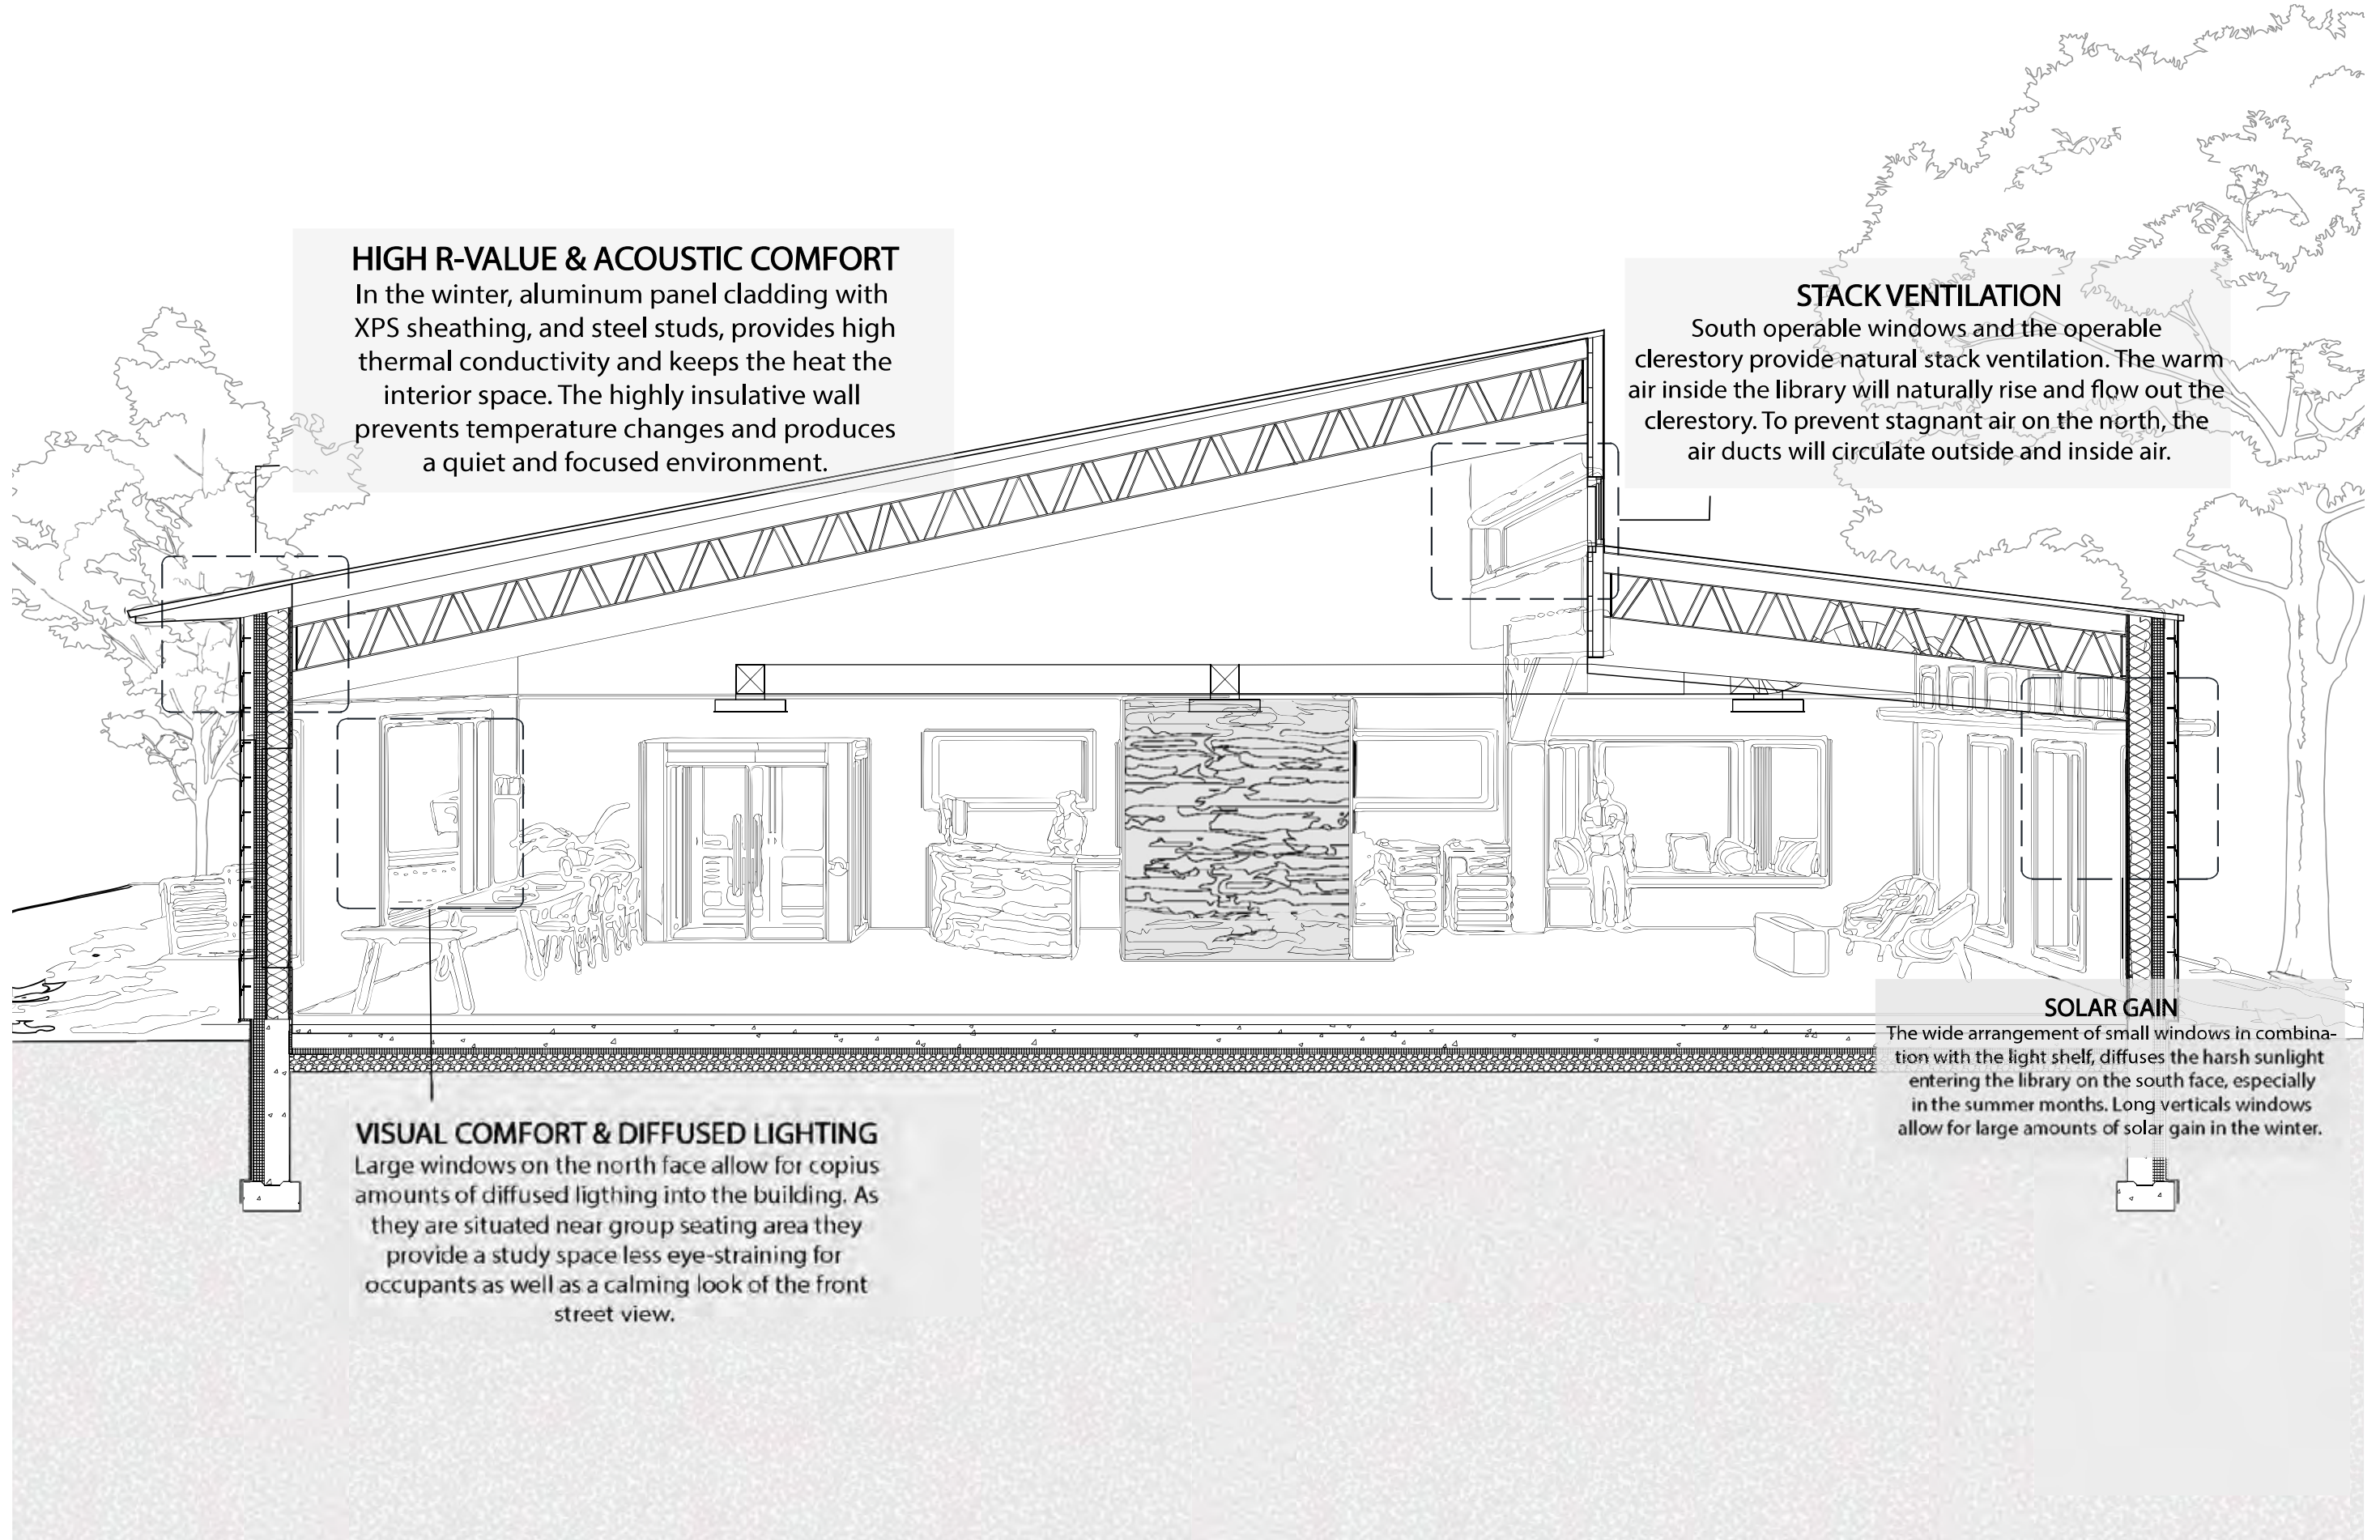 HIGH R-VALUE & ACOUSTIC COMFORT
In the winter, aluminum panel cladding with
XPS sheathing, and steel studs, provides high
thermal conductivity and keeps the heat the
interior space. The highly insulative wall
prevents temperature changes and produces
a quiet and focused environment.
STACK VENTILATION
South operable windows and the operable
clerestory provide natural stack ventilation. The warm
air inside the library will naturally rise and flow out the
clerestory. To prevent stagnant air on the north, the
air ducts will circulate outside and inside air.
SOLAR GAIN
The wide arrangement of small windows in combina-
tion with the light shelf, diffuses the harsh sunlight
entering the library on the south face, especially
in the summer months. Long verticals windows
allow for large amounts of solar gain in the winter.
VISUAL COMFORT & DIFFUSED LIGHTING
Large windows on the north face allow for copius
amounts of diffused ligthing into the building. As
they are situated near group seating area they
provide a study space less eye-straining for
occupants as well as a calming look of the front
street view.